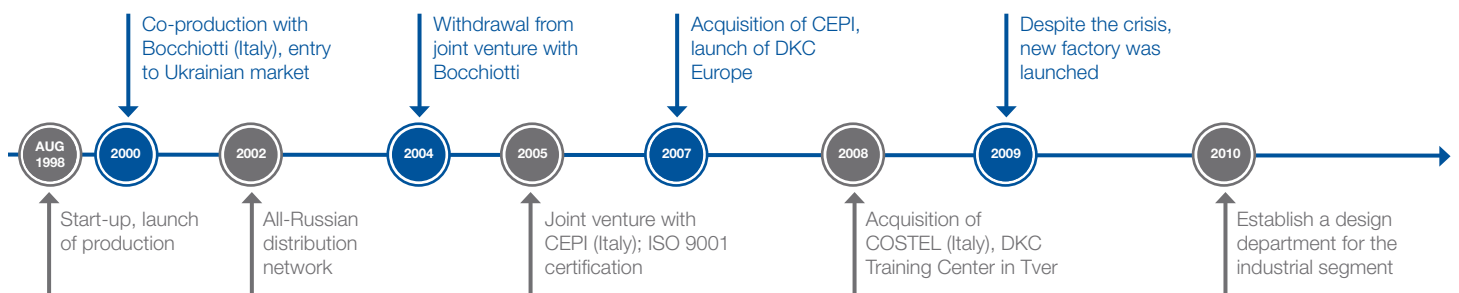 Co-production with
Bocchiotti (Italy), entry
to Ukrainian market
Withdrawal from
joint venture with
Bocchiotti
Acquisition of CEPI,
launch of DKC
Europe
Despite the crisis,
new factory was
launched
AUG
1998
2000
2002
2004
2005
2007
2008
2009
2010
Start-up, launch
of production
All-Russian
distribution
network
Joint venture with
CEPI (Italy); ISO 9001
certification
Acquisition of
COSTEL (Italy), DKC
Training Center in Tver
Establish a design
department for the
industrial segment